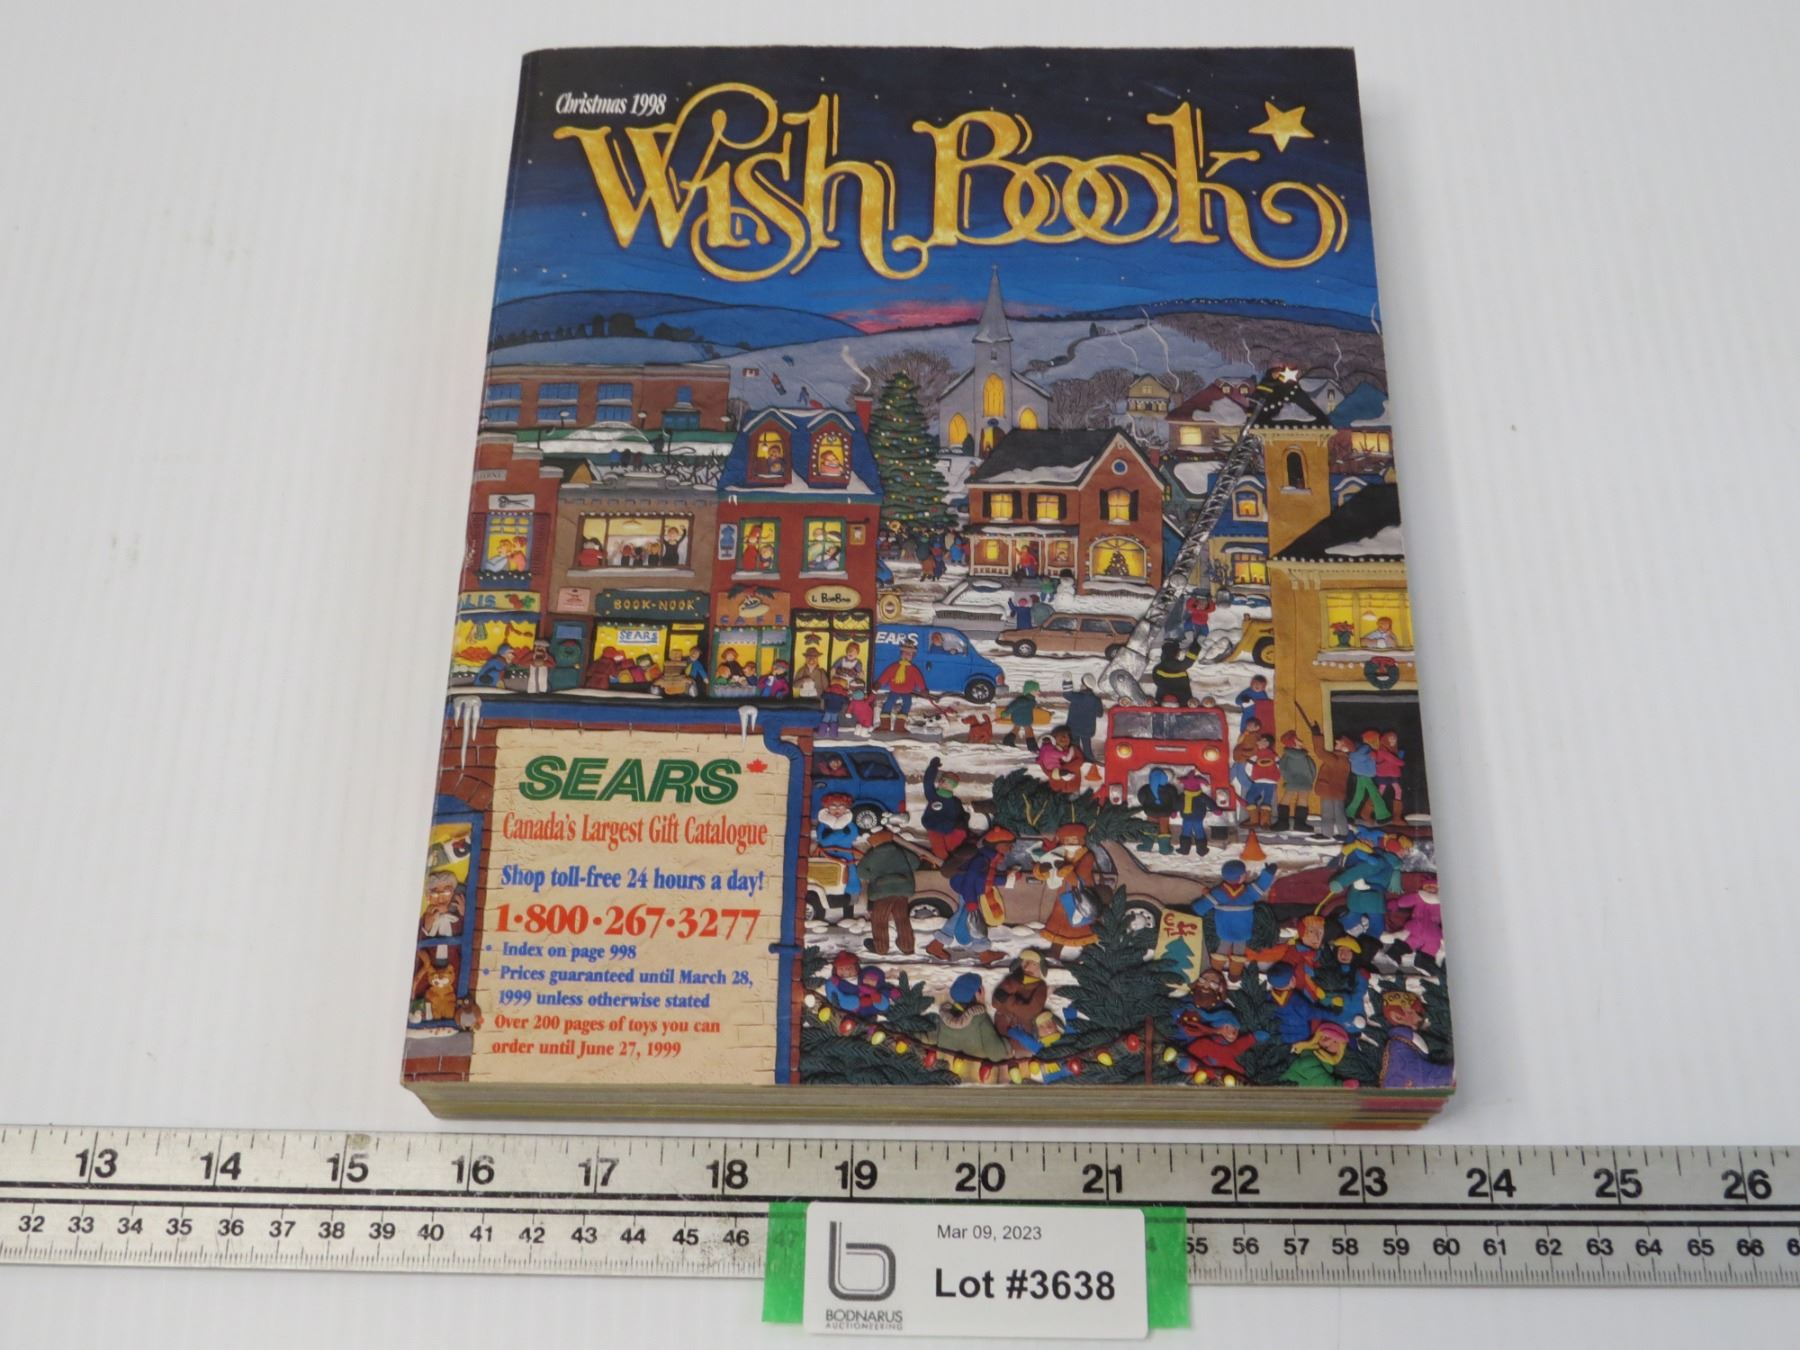 Christmas 1998
Wish Book
BOOK-NOOK
SEARS
CAFE
EARS
SEARS
Canada's Largest Gift Catalogue
Shop toll-free 24 hours a day!
1·800·267·3277
• Index on page 998
• Prices guaranteed until March 28,
1999 unless otherwise stated
Over 200 pages of toys you can
order until June 27, 1999
13 14 15 16 17 18 19 20 21 22 23 24 25 26
32 33 34 35 36 37 38 39 40 41 42 43 44 45 46 55 56 57 58 59 60 61 62 63 64 65 66
Mar 09, 2023
Lot #3638
BODNARUS
AUCTIONEERING